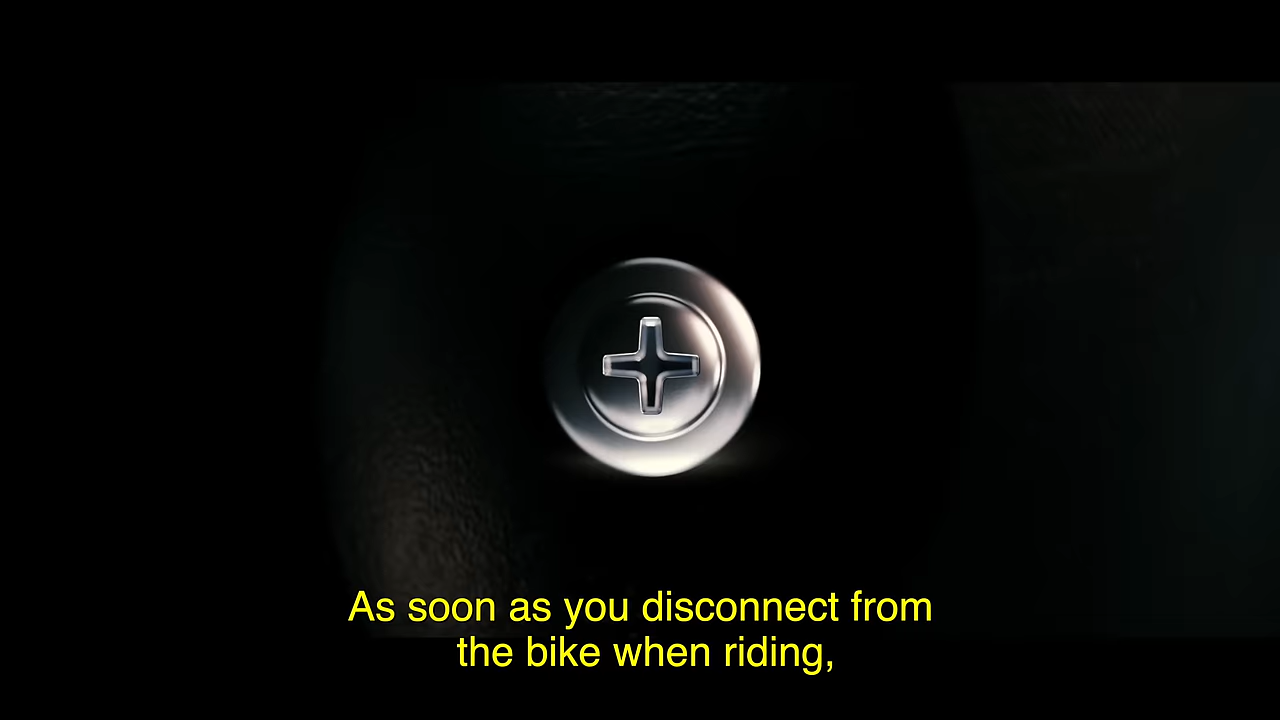 As soon as you disconnect from
the bike when riding,